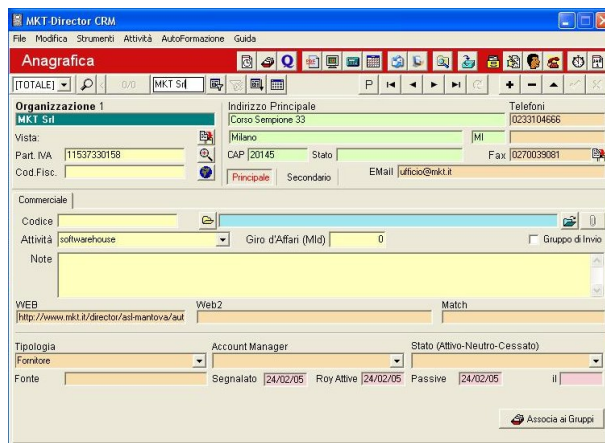 MKT-Director CRM
File Modifica Strumenti Attività AutoFormazione Guida
Anagrafica
[TOTALE] 0/0 MKT Srl P
Organizzazione 1 Indirizzo Principale Telefoni
MKT Srl Corso Sempione 33 0233104666
Vista: Milano MI
Part. IVA 11537330158 CAP 20145 Stato Fax 0270039081
Cod.Fisc. Principale Secondario EMail ufficio@mkt.it
Commerciale
Codice
Attività softwarehouse Giro d'Affari (Mld) 0 Gruppo di Invio
Note
WEB Web2 Match
http://www.mkt.it/director/asl-mantova/aut
Tipologia Account Manager Stato (Attivo-Neutro-Cessato)
Fornitore
Fonte Segnalato 24/02/05 Roy Attive 24/02/05 Passive 24/02/05 il
Associa ai Gruppi